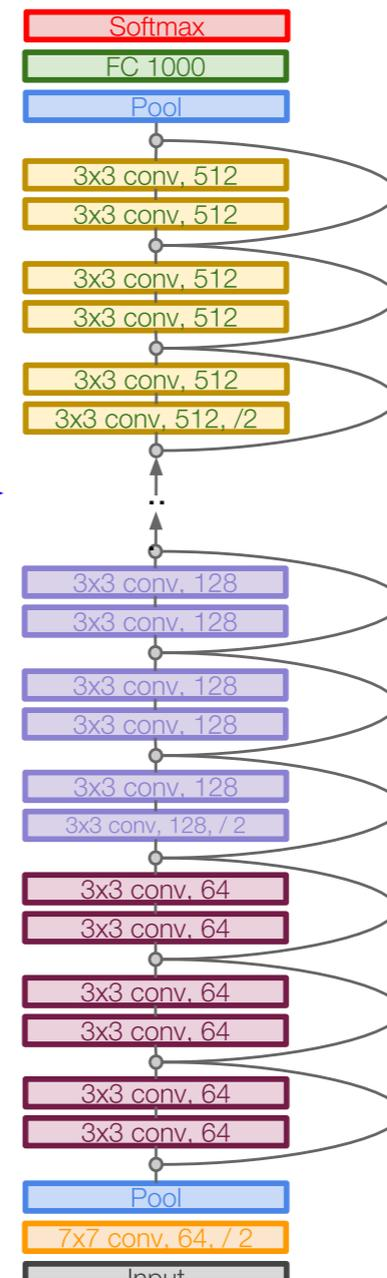 Softmax
FC 1000
Pool
3x3 conv, 512
3x3 conv, 512
3x3 conv, 512
3x3 conv, 512
3x3 conv, 512
3x3 conv, 512, /2
..
3x3 conv, 128
3x3 conv, 128
3x3 conv, 128
3x3 conv, 128
3x3 conv, 128
3x3 conv, 128, / 2
3x3 conv, 64
3x3 conv, 64
3x3 conv, 64
3x3 conv, 64
3x3 conv, 64
3x3 conv, 64
Pool
7x7 conv, 64, / 2
Input